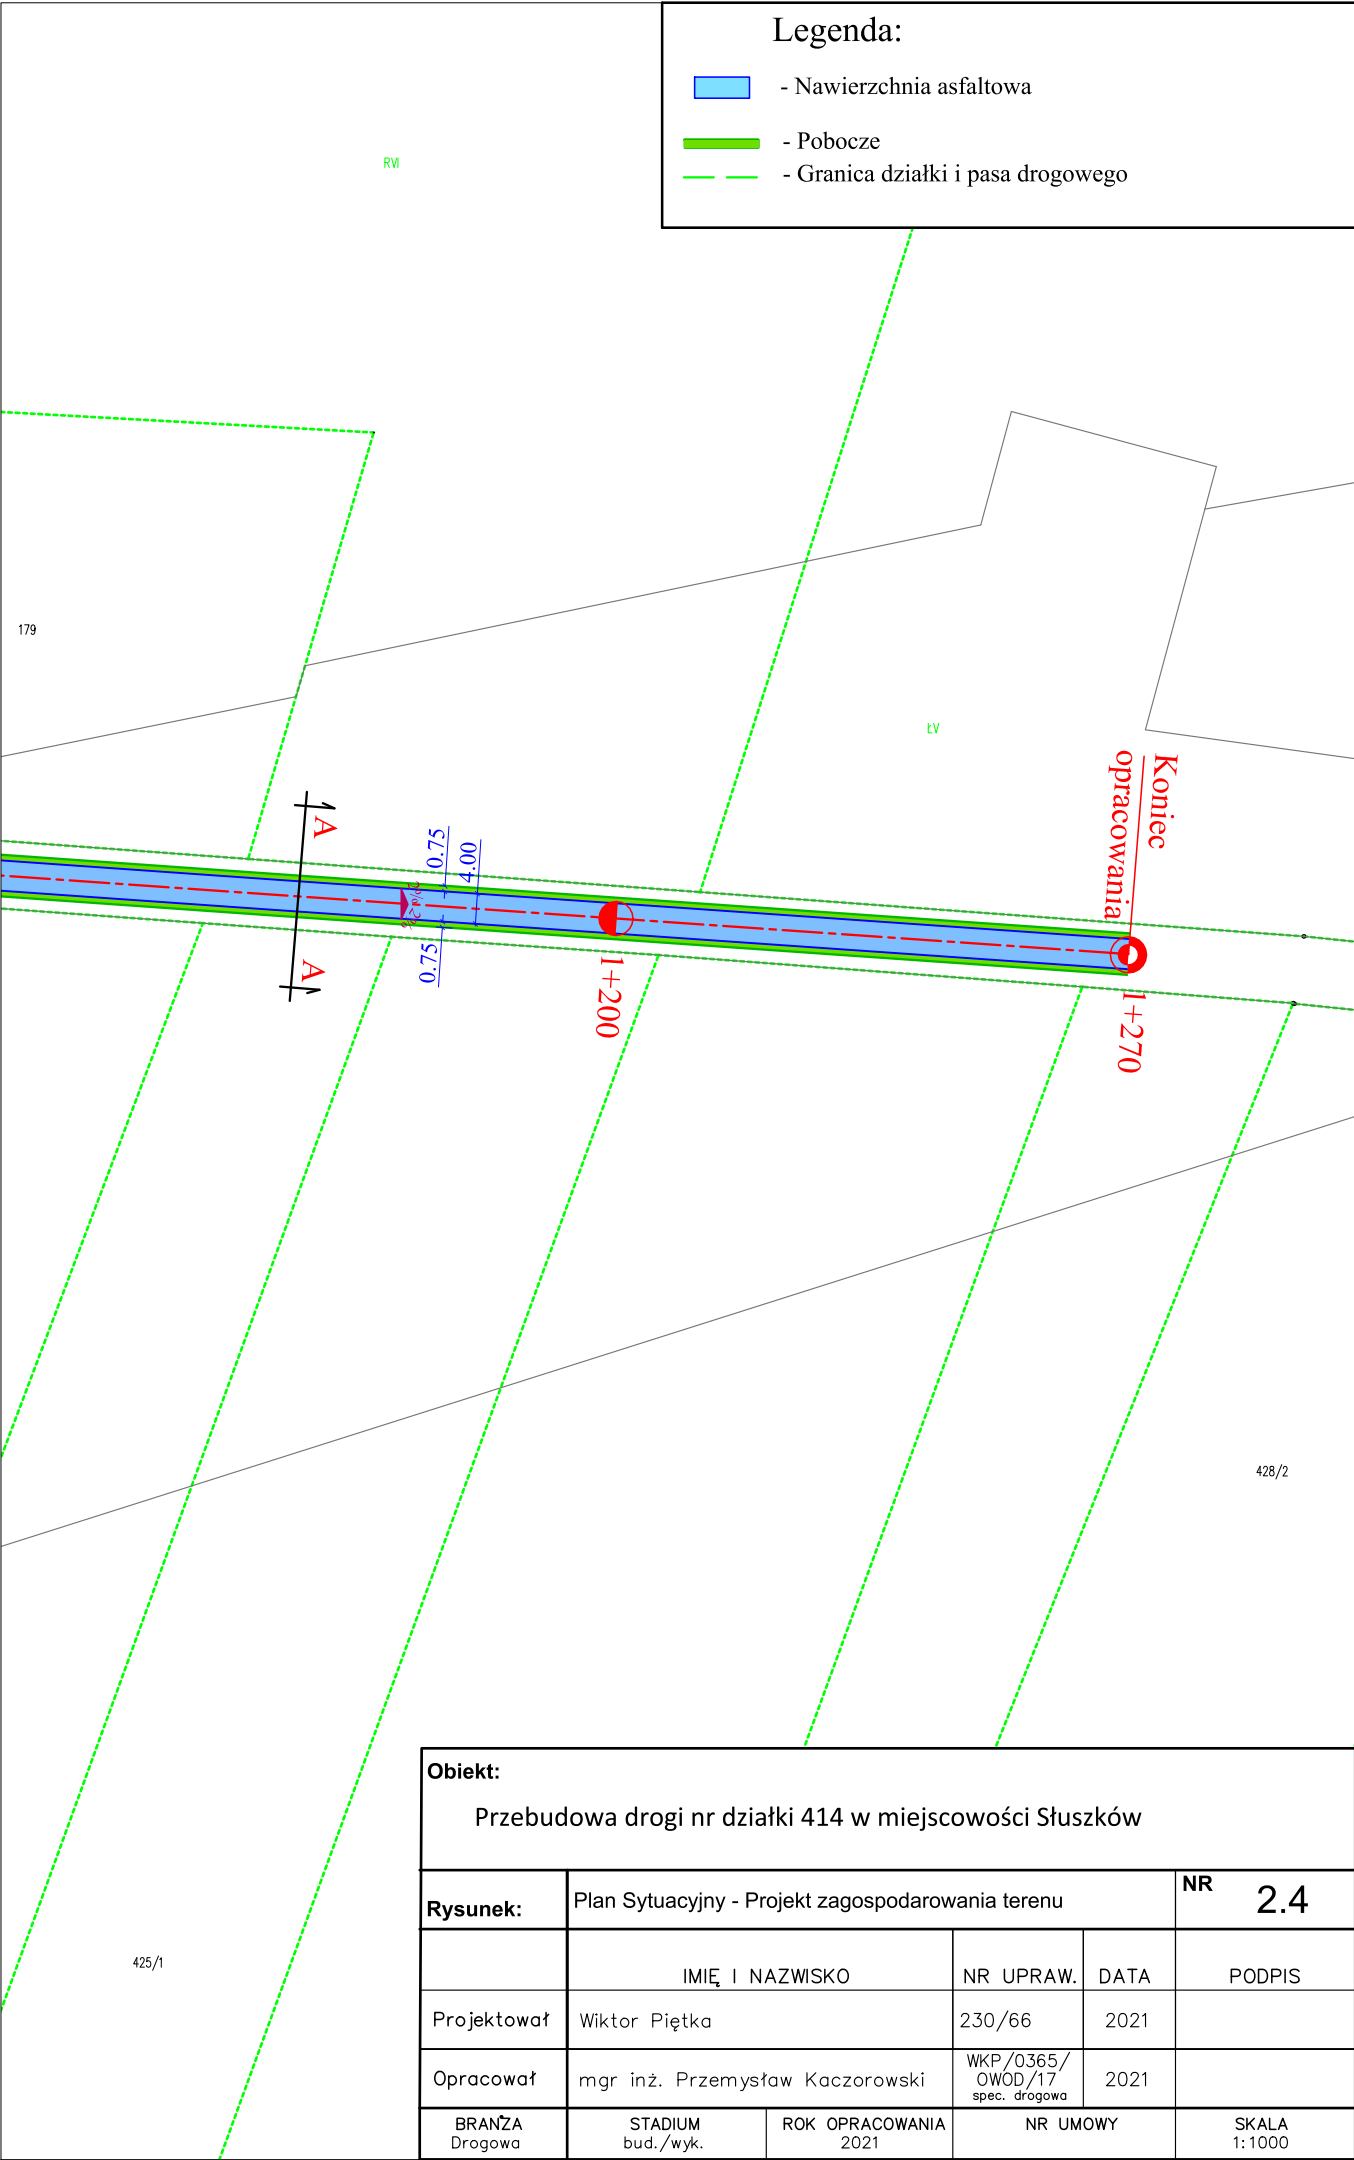 Legenda:
- Nawierzchnia asfaltowa
- Pobocze
- Granica działki i pasa drogowego
RVI
179
ŁV
Koniec
opracowania
A
A
0.75
4.00
0.75
1+200
1+270
428/2
425/1
Obiekt:
Przebudowa drogi nr działki 414 w miejscowości Słuszków
Rysunek:
Plan Sytuacyjny - Projekt zagospodarowania terenu
NR 2.4
IMIĘ I NAZWISKO NR UPRAW. DATA PODPIS
Projektował Wiktor Piętka 230/66 2021
Opracował mgr inż. Przemysław Kaczorowski WKP/0365/
OWOD/17 2021
spec. drogowa
BRANŻA STADIUM ROK OPRACOWANIA NR UMOWY SKALA
Drogowa bud./wyk. 2021 1:1000